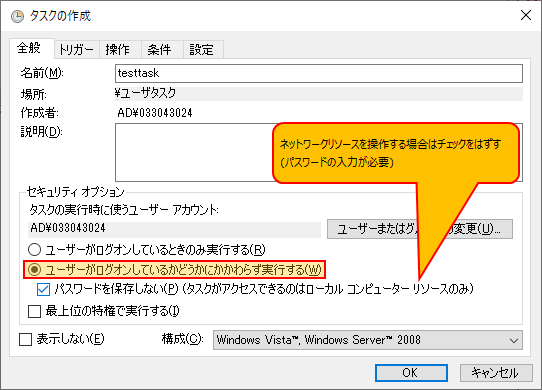 タスクの作成
全般 トリガー 操作 条件 設定
名前(M): testtask
場所: ¥ユーザタスク
作成者: AD¥033043024
説明(D):
ネットワークリソースを操作する場合はチェックをはずす
(パスワードの入力が必要)
セキュリティ オプション
タスクの実行時に使うユーザー アカウント:
AD¥033043024 ユーザーまたはグル の変更(U)...
ユーザーがログオンしているときのみ実行する(R)
ユーザーがログオンしているかどうかにかかわらず実行する(W)
パスワードを保存しない(P) (タスクがアクセスできるのはローカル コンピューター リソースのみ)
最上位の特権で実行する(I)
表示しない(E) 構成(C): Windows Vista™, Windows Server™ 2008
OK キャンセル